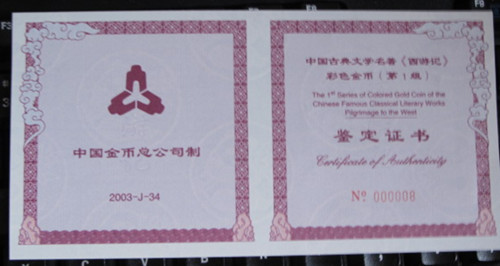 中国金币总公司制
2003-J-34
中国古典文学名著《西游记》
彩色金币（第1组）
The 1st Series of Colored Gold Coin of the
Chinese Famous Classical Literary Works
Pilgrimage to the West
鉴定证书
Certificate of Authenticity
№ 000008